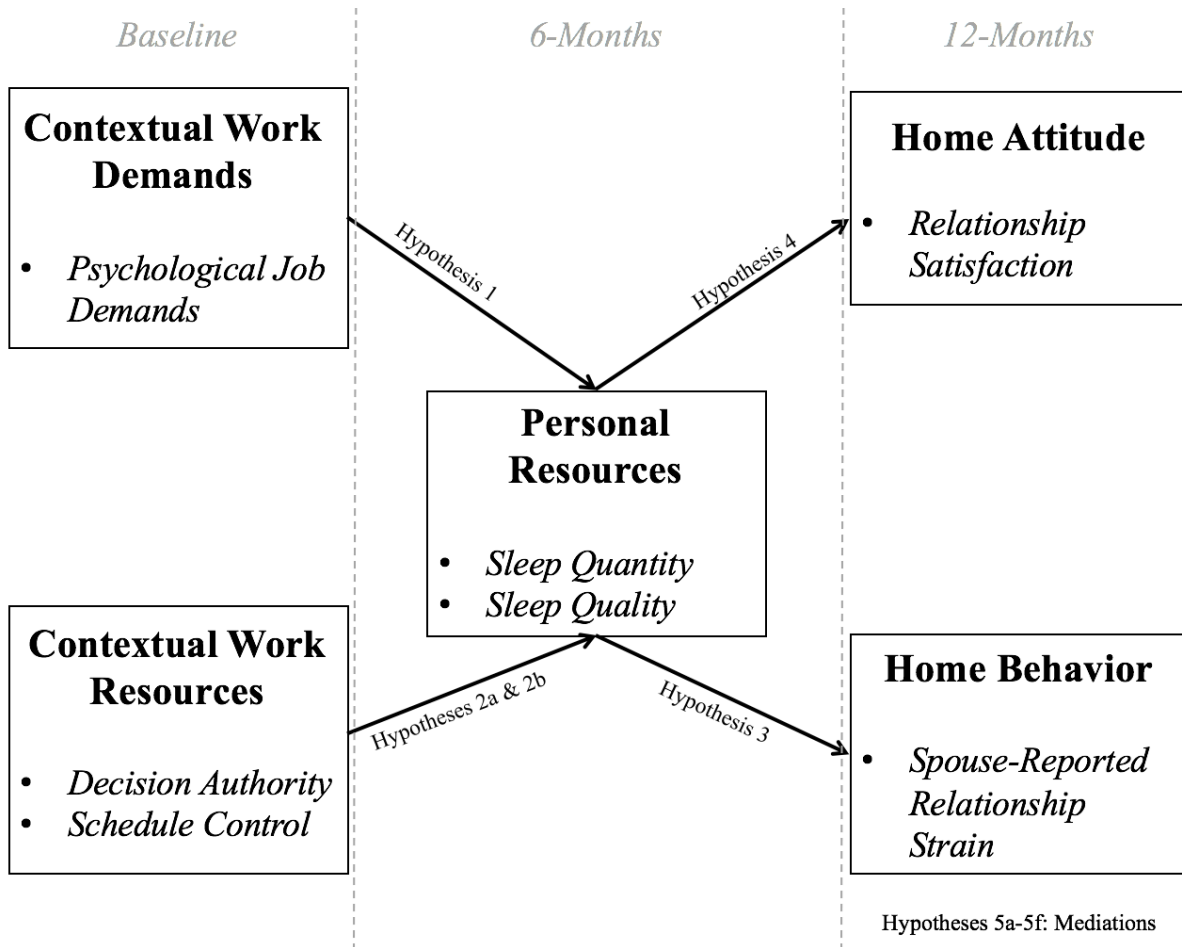 Baseline
6-Months
12-Months
Contextual Work
Demands
• Psychological Job
Demands
Hypothesis 1
Hypothesis 4
Home Attitude
• Relationship
Satisfaction
Personal
Resources
• Sleep Quantity
• Sleep Quality
Contextual Work
Resources
• Decision Authority
• Schedule Control
Hypotheses 2a & 2b
Hypothesis 3
Home Behavior
• Spouse-Reported
Relationship
Strain
Hypotheses 5a-5f: Mediations